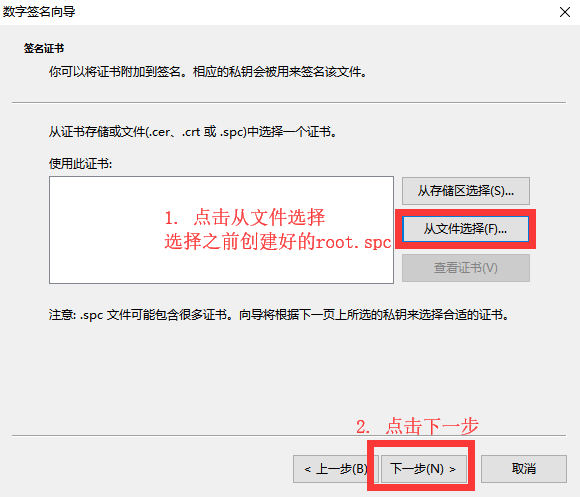 数字签名向导
签名证书
你可以将证书附加到签名。相应的私钥会被用来签名该文件。
从证书存储或文件(.cer、.crt 或 .spc)中选择一个证书。
使用此证书:
从存储区选择(S)...
1. 点击从文件选择
选择之前创建好的root.spc
从文件选择(F)...
查看证书(V)
注意: .spc 文件可能包含很多证书。向导将根据下一页上所选的私钥来选择合适的证书。
2. 点击下一步
< 上一步(B)
下一步(N) >
取消